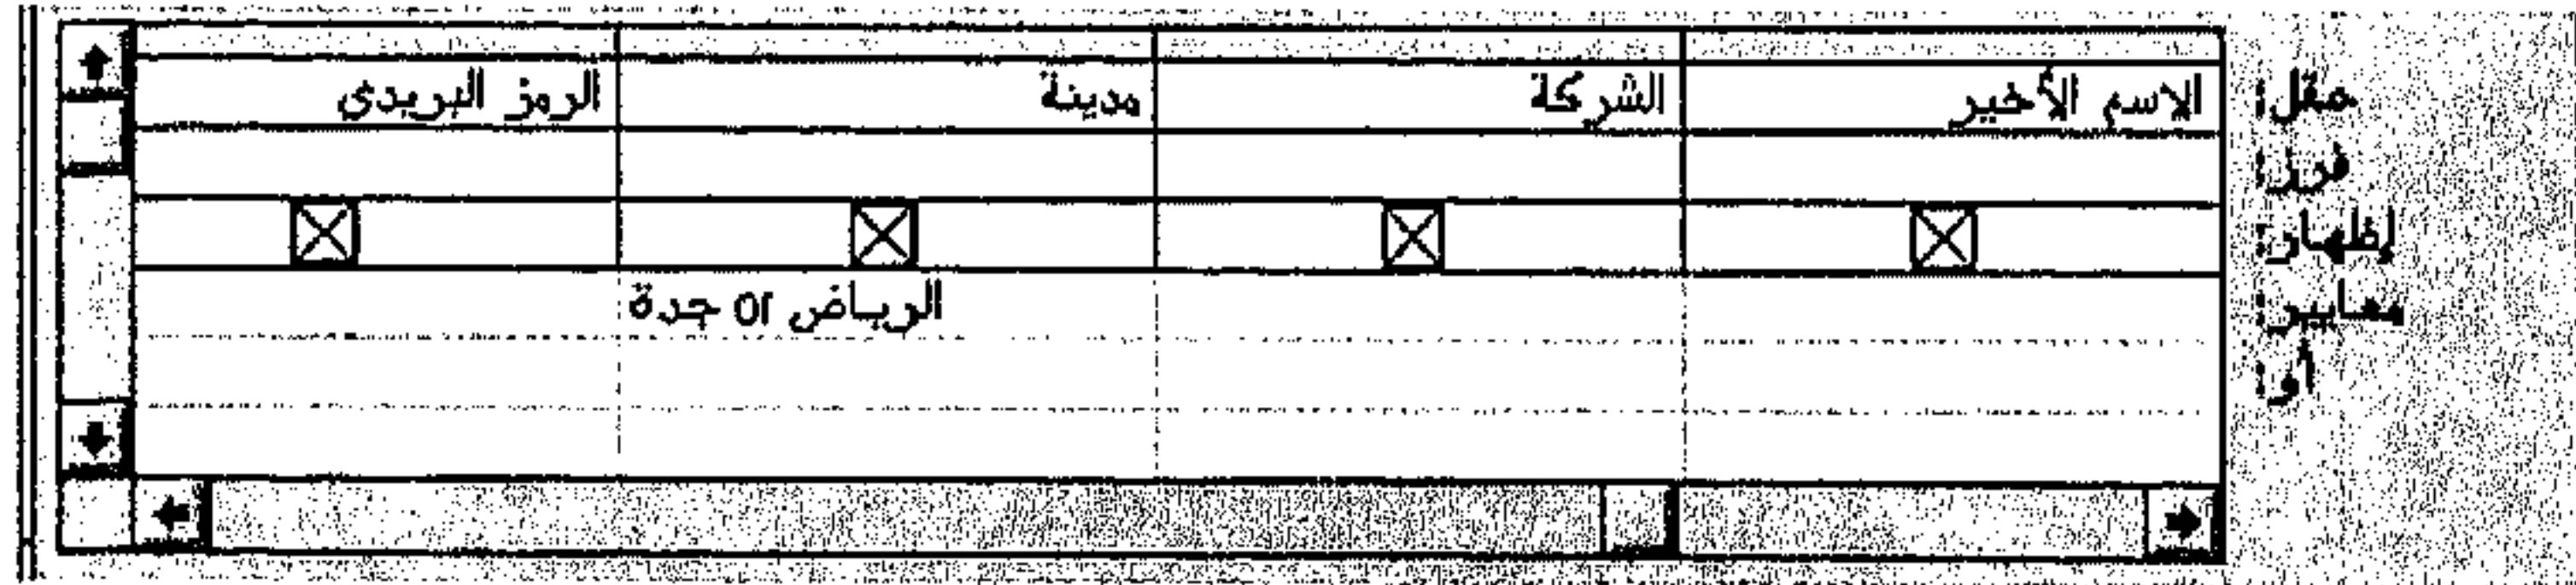 حقل: الاسم الأخير الشركة مدينة الرمز البريدي
فرز:
إظهار:
معايير: الرياض or جدة
أو: